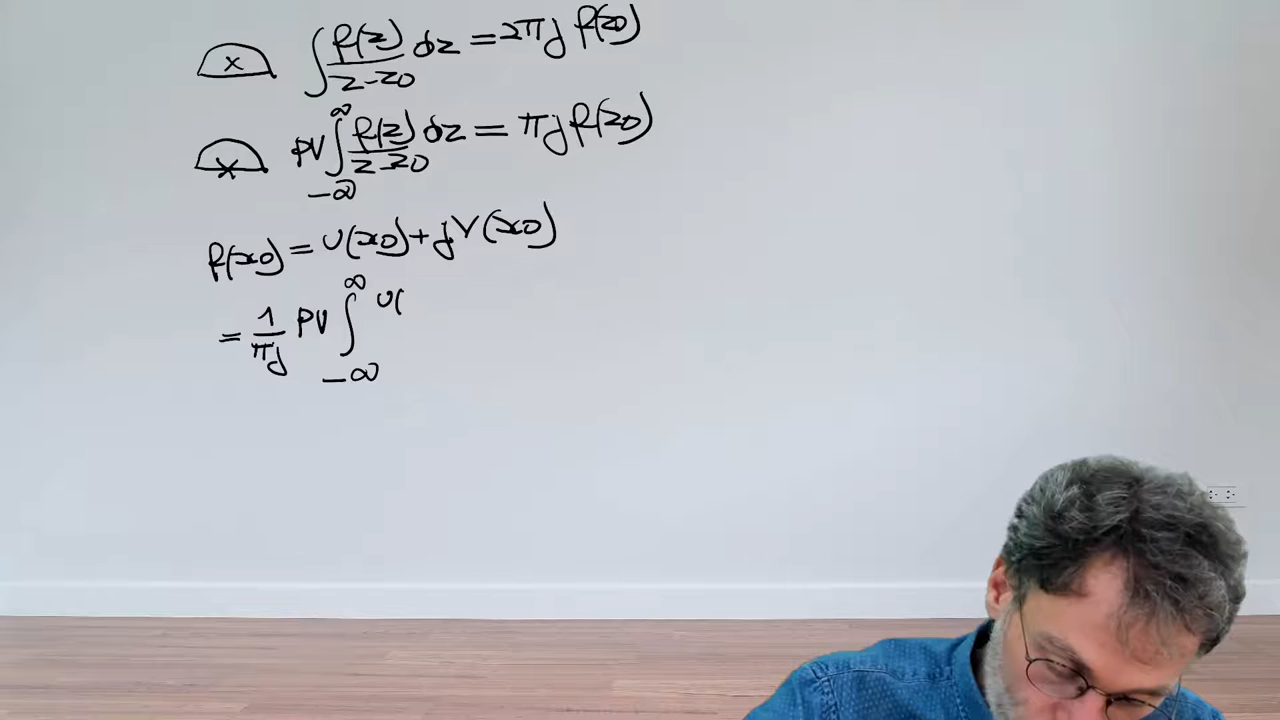 ∫ f(z)/(z-z0) dz = 2πj f(z0)
PV ∫_{-∞}^{∞} f(z)/(z-z0) dz = πj f(z0)
f(x0) = U(x0) + jV(x0)
= 1/(πj) PV ∫_{-∞}^{∞} U(